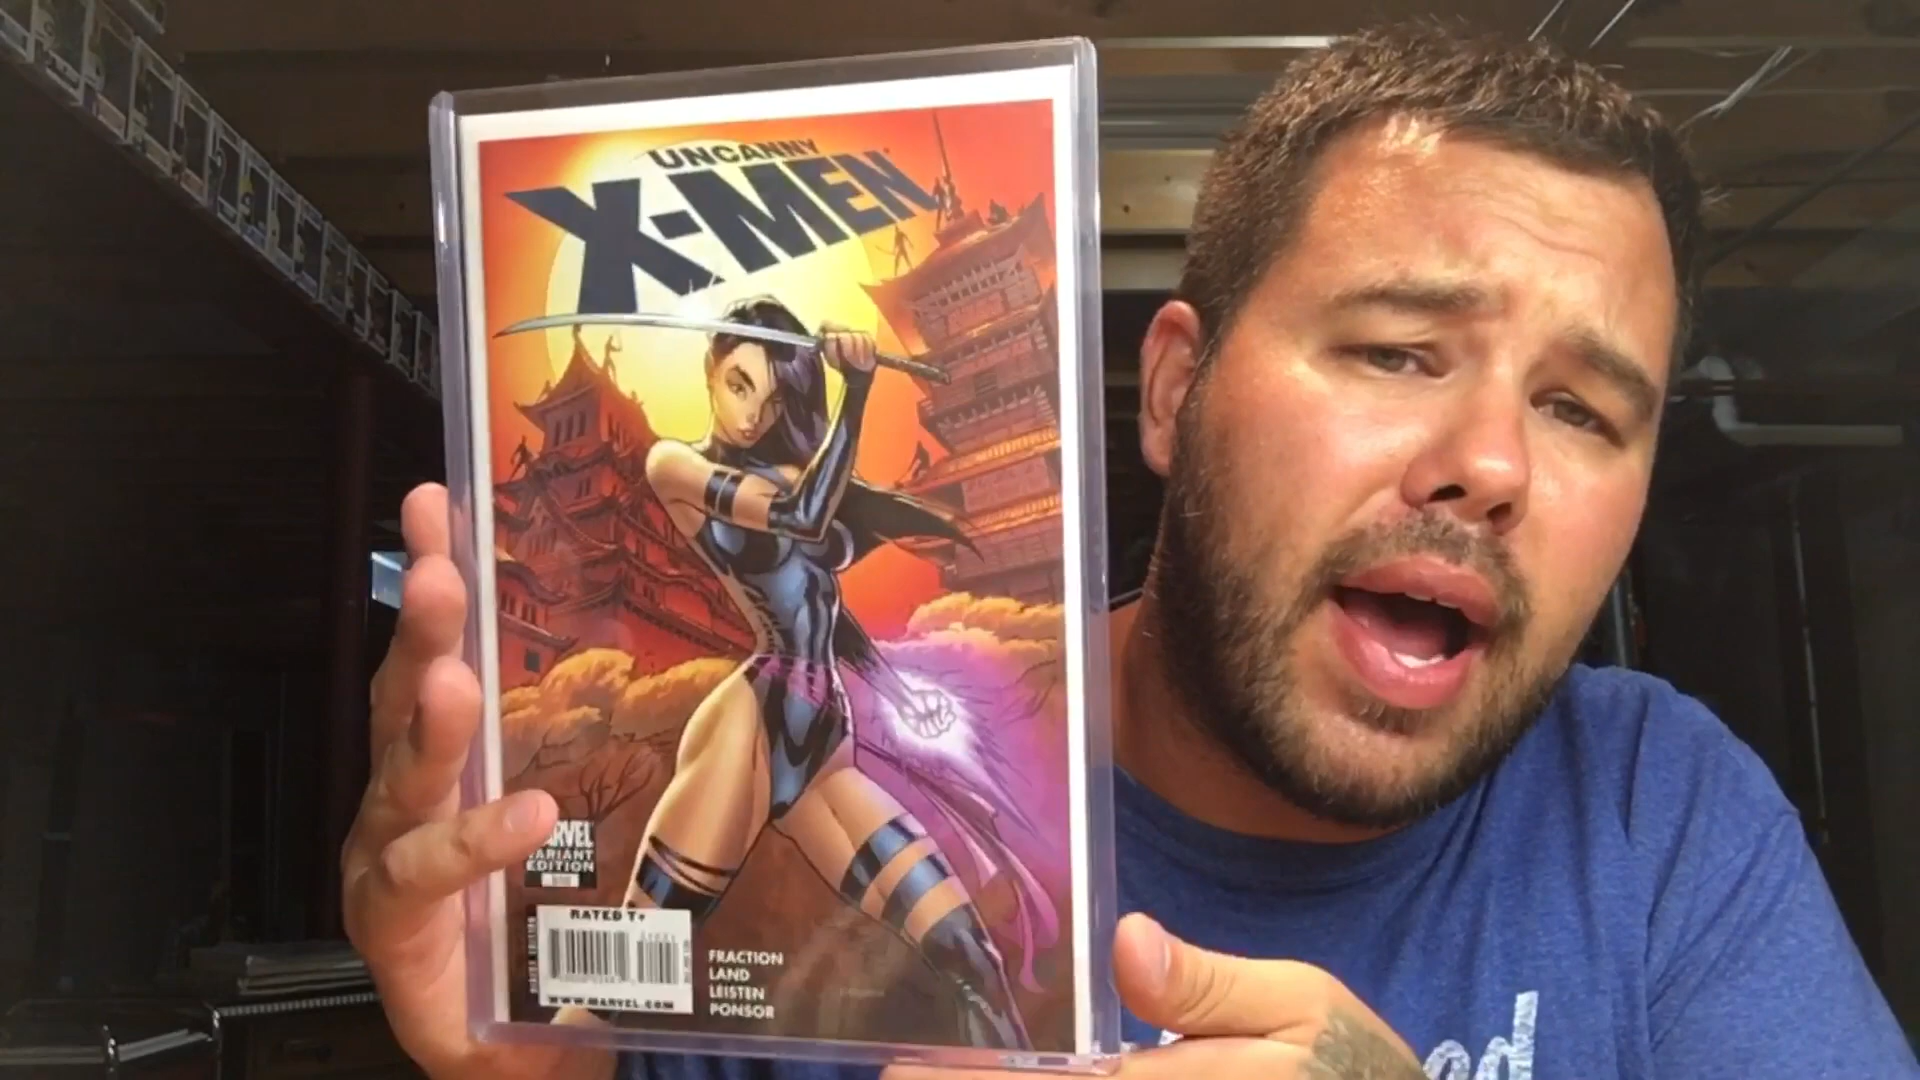 UNCANNY
X-MEN
MARVEL
VARIANT
EDITION
RATED T+
WWW.MARVEL.COM
FRACTION
LAND
LEISTEN
PONSOR